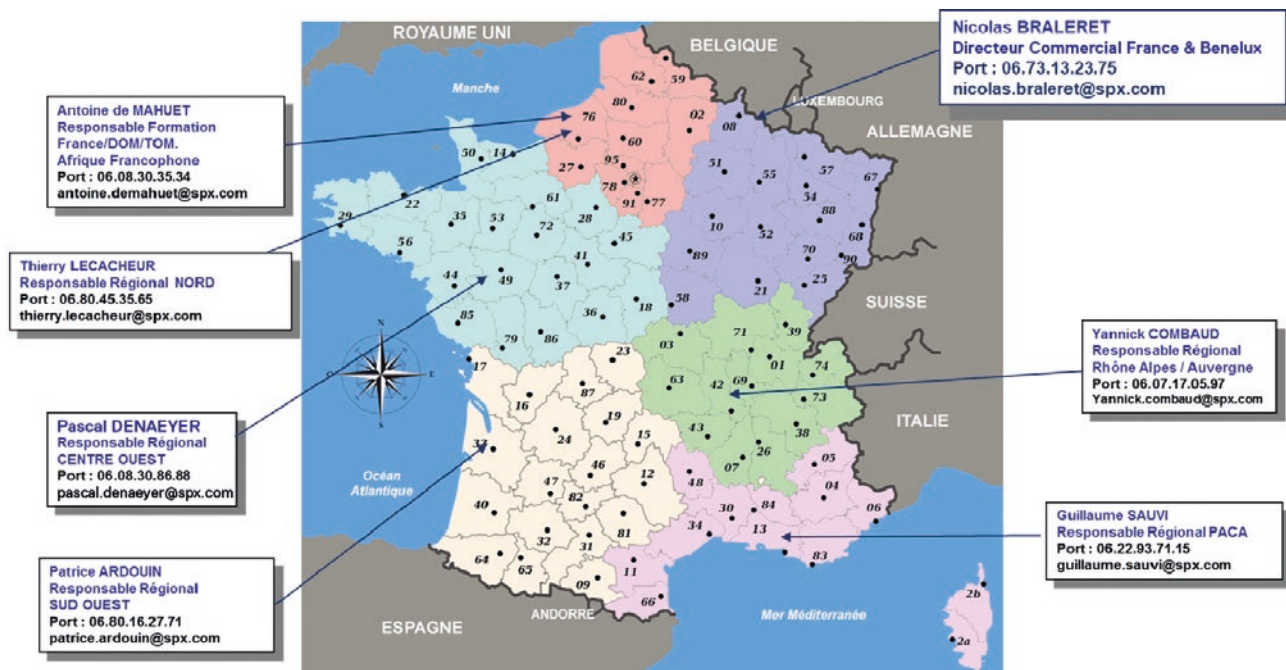 ROYAUME UNI
BELGIQUE
LUXEMBOURG
ALLEMAGNE
SUISSE
ITALIE
ESPAGNE
ANDORRE
Manche
Océan
Atlantique
Mer Méditerranée
N
O
E
S
Nicolas BRALERET
Directeur Commercial France & Benelux
Port : 06.73.13.23.75
nicolas.braleret@spx.com
Antoine de MAHUET
Responsable Formation
France/DOM/TOM.
Afrique Francophone
Port : 06.08.30.35.34
antoine.demahuet@spx.com
Thierry LECACHEUR
Responsable Régional NORD
Port : 06.80.45.35.65
thierry.lecacheur@spx.com
Pascal DENAEYER
Responsable Régional
CENTRE OUEST
Port : 06.08.30.86.88
pascal.denaeyer@spx.com
Patrice ARDOUIN
Responsable Régional
SUD OUEST
Port : 06.80.16.27.71
patrice.ardouin@spx.com
Yannick COMBAUD
Responsable Régional
Rhône Alpes / Auvergne
Port : 06.07.17.05.97
Yannick.combaud@spx.com
Guillaume SAUVI
Responsable Régional PACA
Port : 06.22.93.71.15
guillaume.sauvi@spx.com
62
59
80
76
02
60
27
95
78
91
77
08
51
55
57
67
54
10
52
88
68
89
70
90
21
25
58
50
14
22
29
35
53
61
28
56
72
45
41
44
49
37
18
36
85
79
86
03
71
39
63
42
69
01
74
73
43
38
07
26
17
23
16
87
19
24
15
33
46
12
47
82
40
81
32
31
64
65
09
48
05
04
30
84
06
34
13
83
11
66
2b
2a